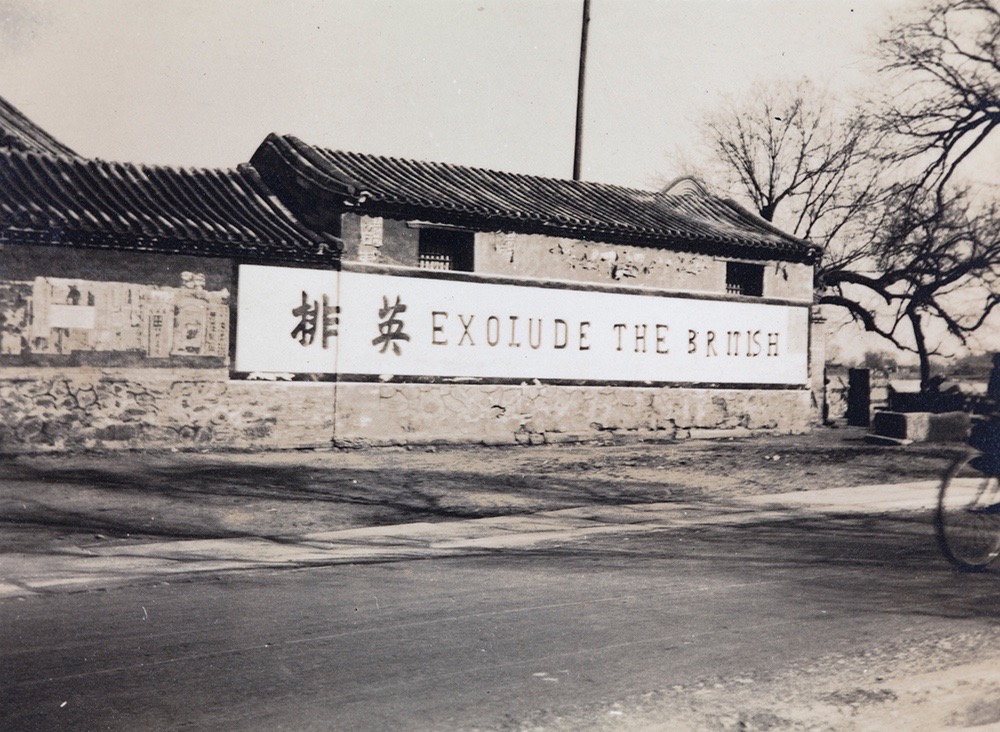 排英 EXOIUDE THE BRITISH